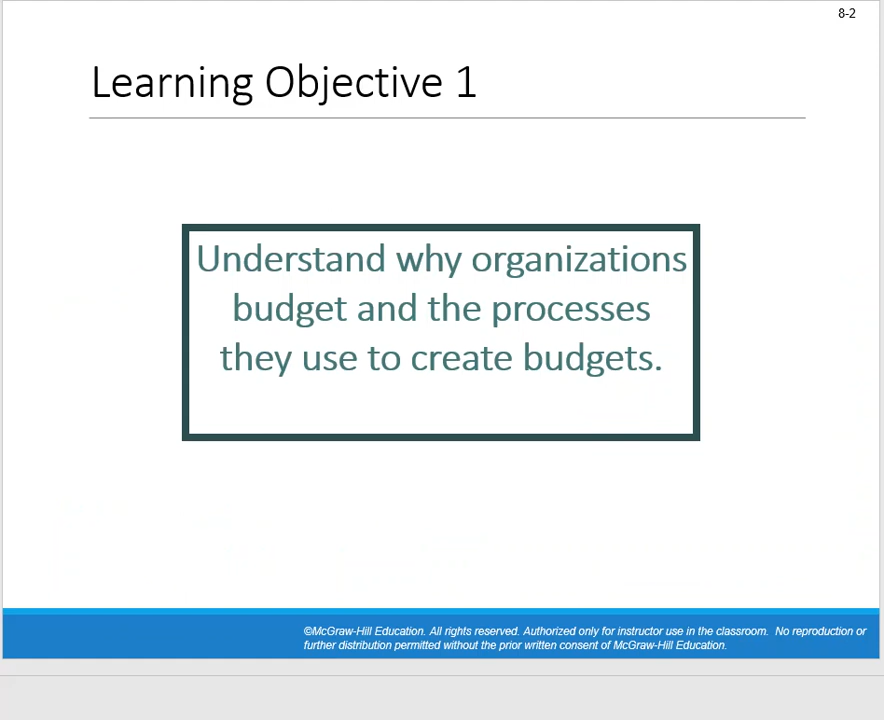 8-2
Learning Objective 1
Understand why organizations
budget and the processes
they use to create budgets.
©McGraw-Hill Education. All rights reserved. Authorized only for instructor use in the classroom. No reproduction or
further distribution permitted without the prior written consent of McGraw-Hill Education.